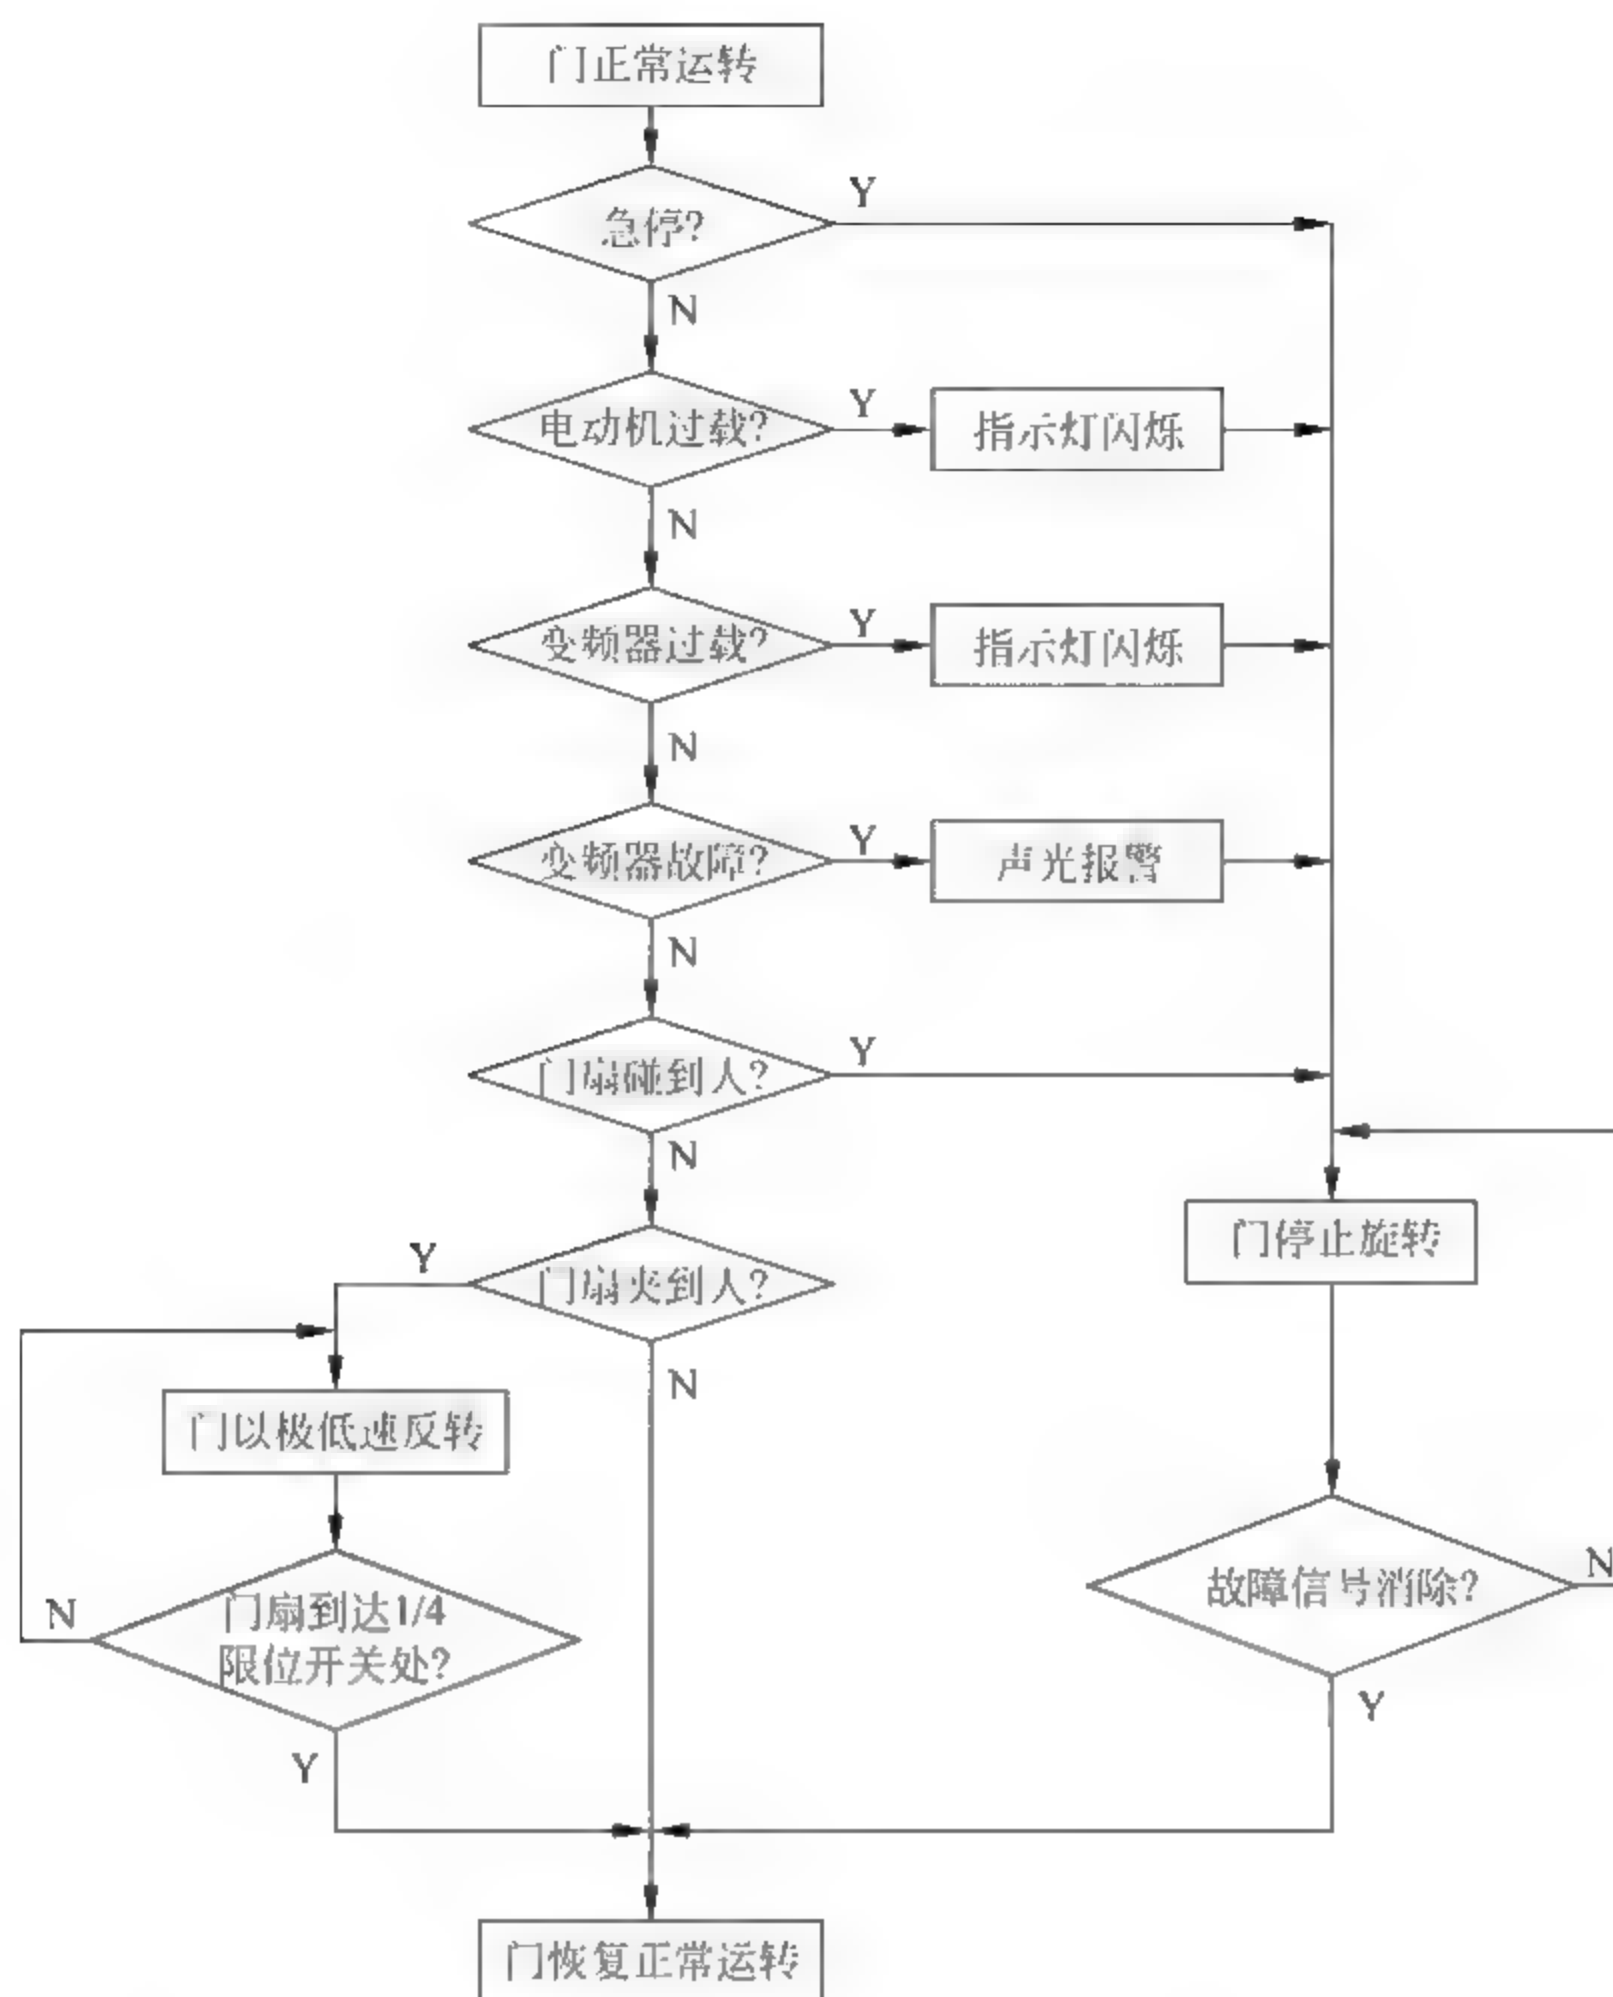 门正常运转
Y
急停?
N
Y
电动机过载?
指示灯闪烁
N
Y
变频器过载?
指示灯闪烁
N
Y
变频器故障?
声光报警
N
Y
门扇碰到人?
N
门停止旋转
Y
门扇夹到人?
N
门以极低速反转
N
故障信号消除?
N
门扇到达1/4
限位开关处?
Y
Y
门恢复正常运转